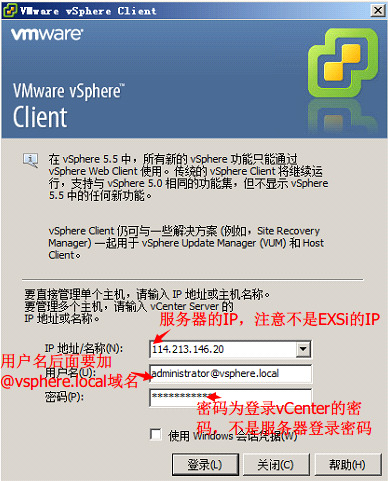 VMware vSphere Client
vmware
VMware vSphere™
Client
在 vSphere 5.5 中，所有新的 vSphere 功能只能通过
vSphere Web Client 使用。传统的 vSphere Client 将继续运
行，支持与 vSphere 5.0 相同的功能集，但不显示 vSphere
5.5 中的任何新功能。
vSphere Client 仍可与一些解决方案 (例如，Site Recovery
Manager) 一起用于 vSphere Update Manager (VUM) 和 Host
Client。
要直接管理单个主机，请输入 IP 地址或主机名称。
要管理多个主机，请输入 vCenter Server 的
IP 地址或名称。
服务器的IP，注意不是EXSi的IP
IP 地址/名称(N):
114.213.146.20
用户名后面要加
@vsphere.local域名
用户名(U):
administrator@vsphere.local
密码(P):
************
密码为登录vCenter的密
码，不是服务器登录密码
使用 Windows 会话凭据(W)
登录(L)
关闭(C)
帮助(H)